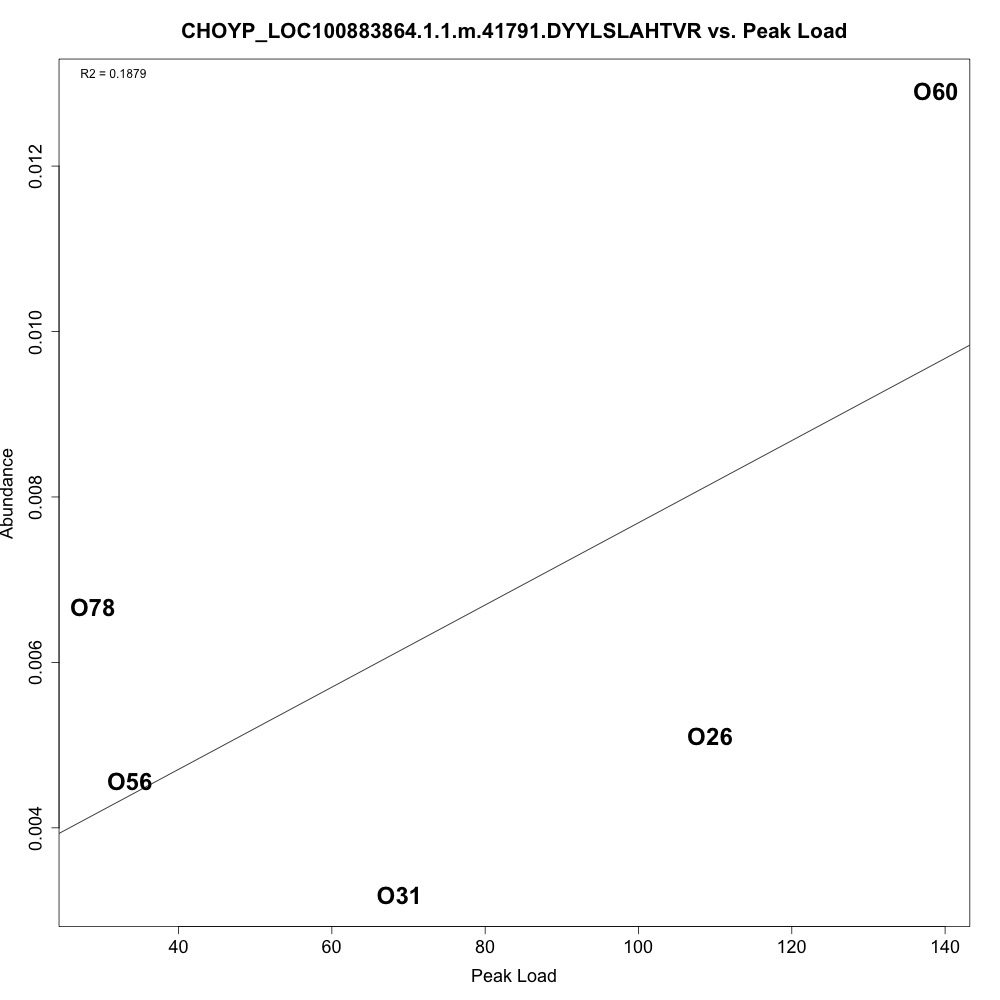 CHOYP_LOC100883864.1.1.m.41791.DYYLSLAHTVR vs. Peak Load
R2 = 0.1879
O60
0.012
0.010
0.008
Abundance
O78
0.006
O26
O56
0.004
O31
40 60 80 100 120 140
Peak Load